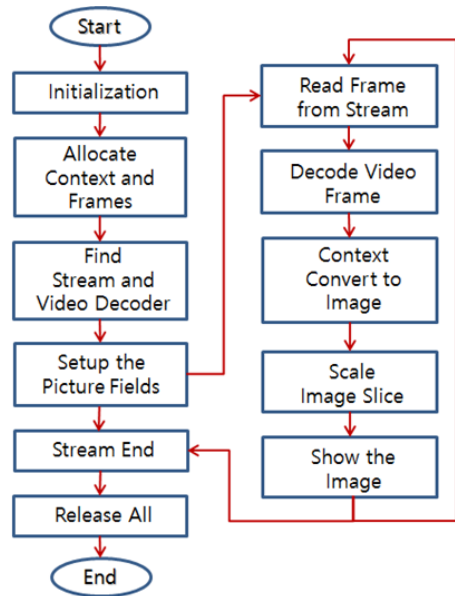 Start
Initialization
Allocate
Context and
Frames
Find
Stream and
Video Decoder
Setup the
Picture Fields
Stream End
Release All
End
Read Frame
from Stream
Decode Video
Frame
Context
Convert to
Image
Scale
Image Slice
Show the
Image